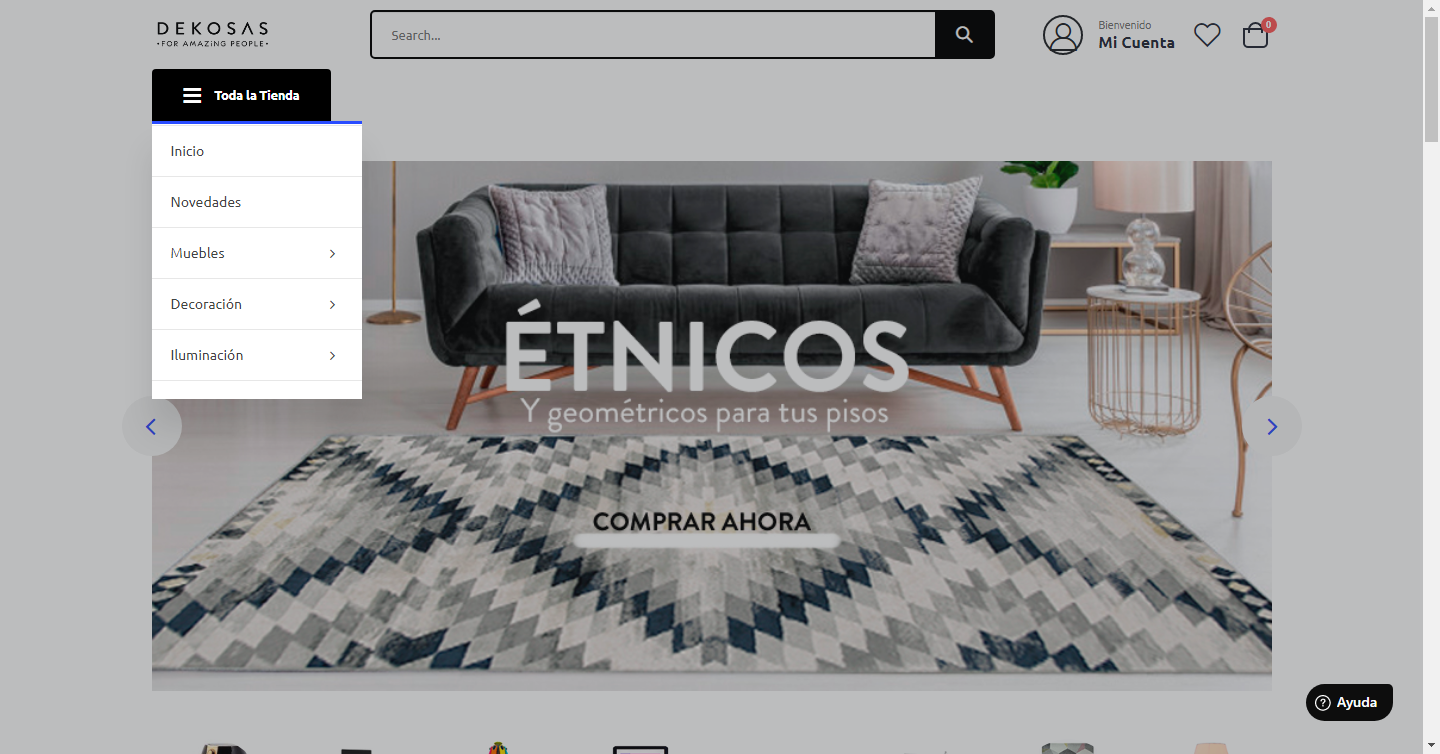 DEKOSAS
•FOR AMAZiNG PEOPLE•
Search...
Bienvenido
Mi Cuenta
0
Toda la Tienda
Inicio
Novedades
Muebles
Decoración
Iluminación
ÉTNICOS
Y geométricos para tus pisos
COMPRAR AHORA
Ayuda